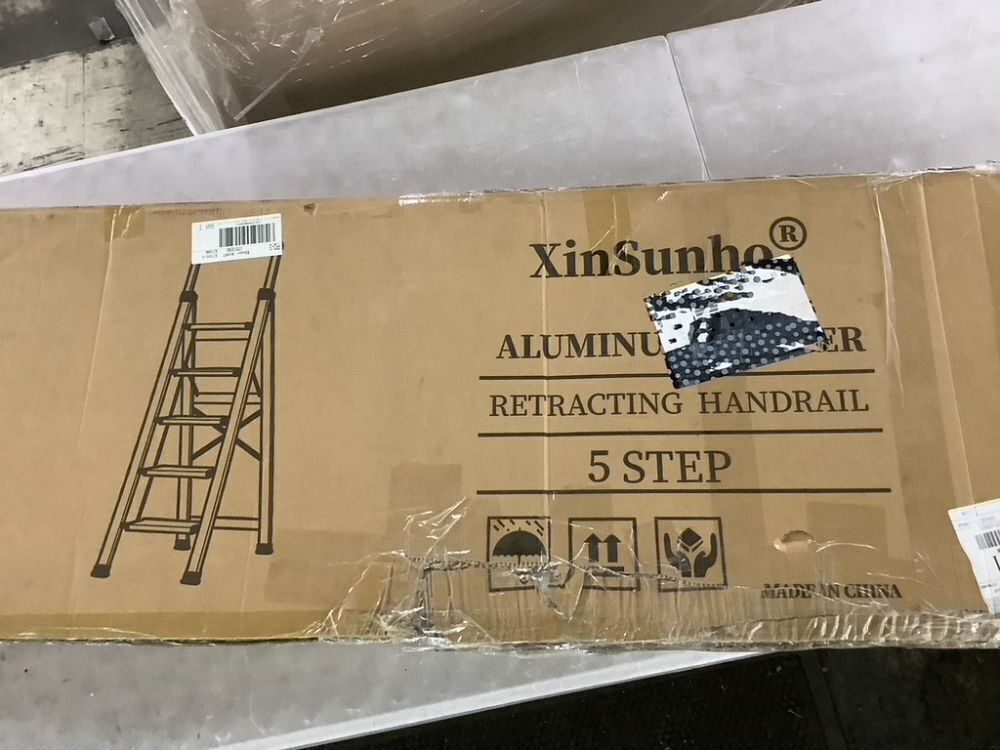 XinSunho®
ALUMINU ER
RETRACTING HANDRAIL
5 STEP
MADE IN CHINA